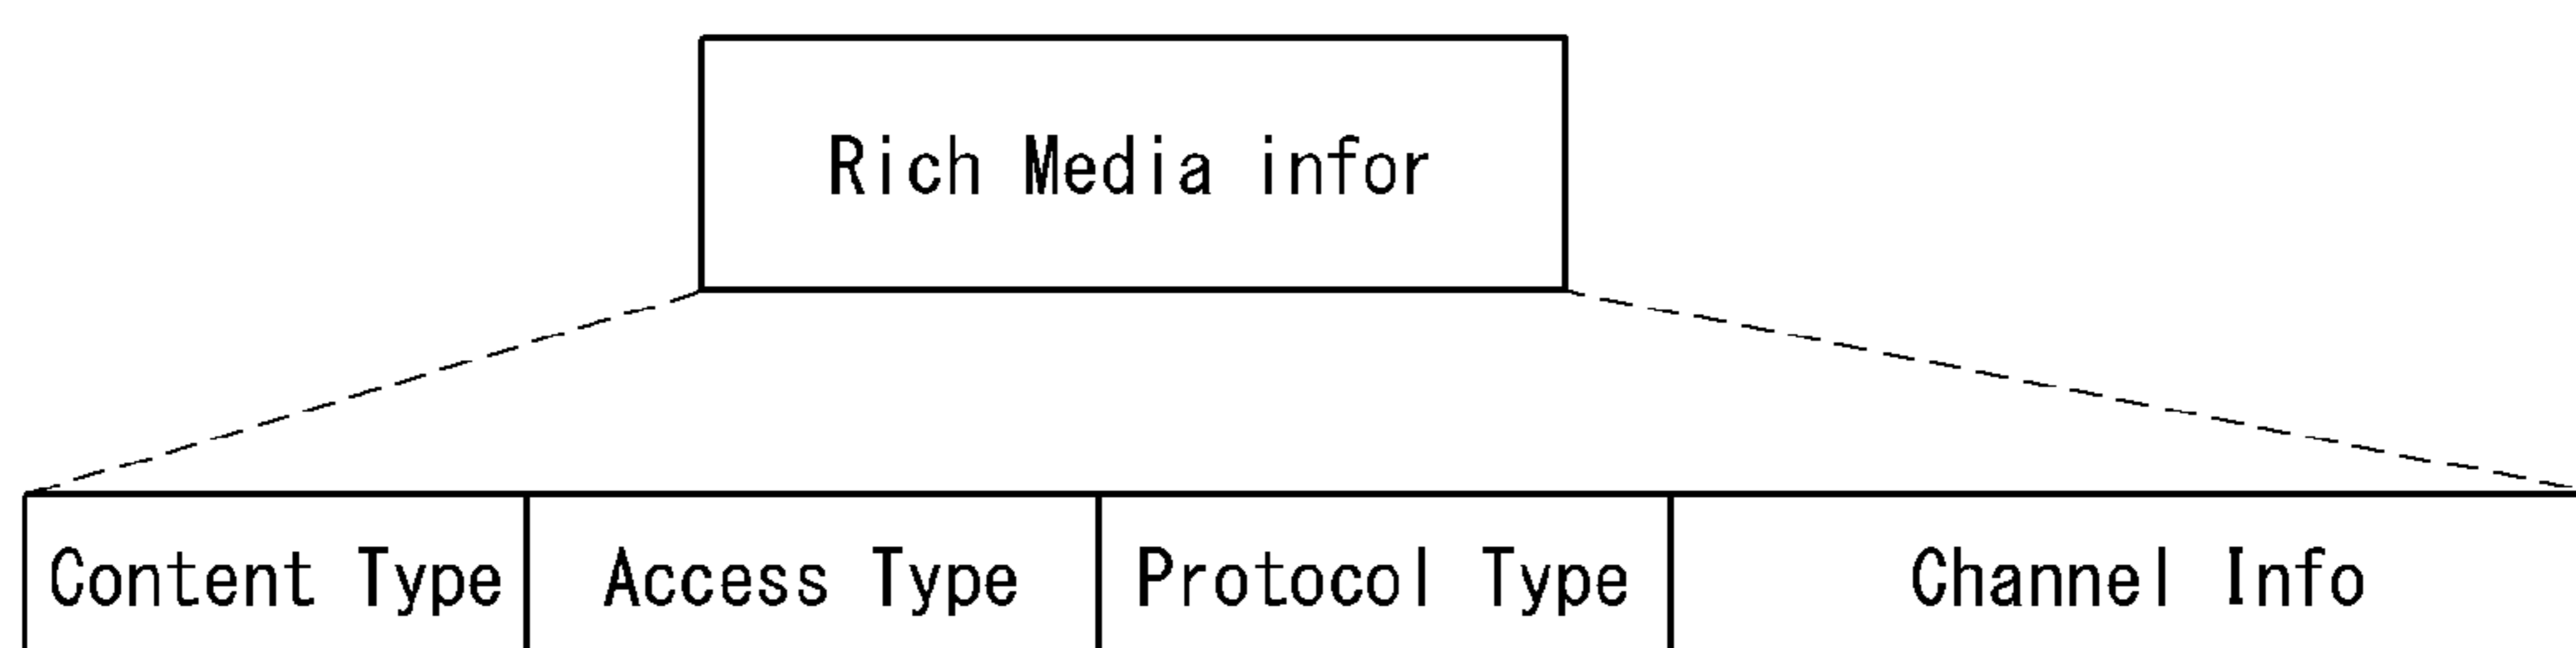 Rich Media infor
Content Type Access Type Protocol Type Channel Info